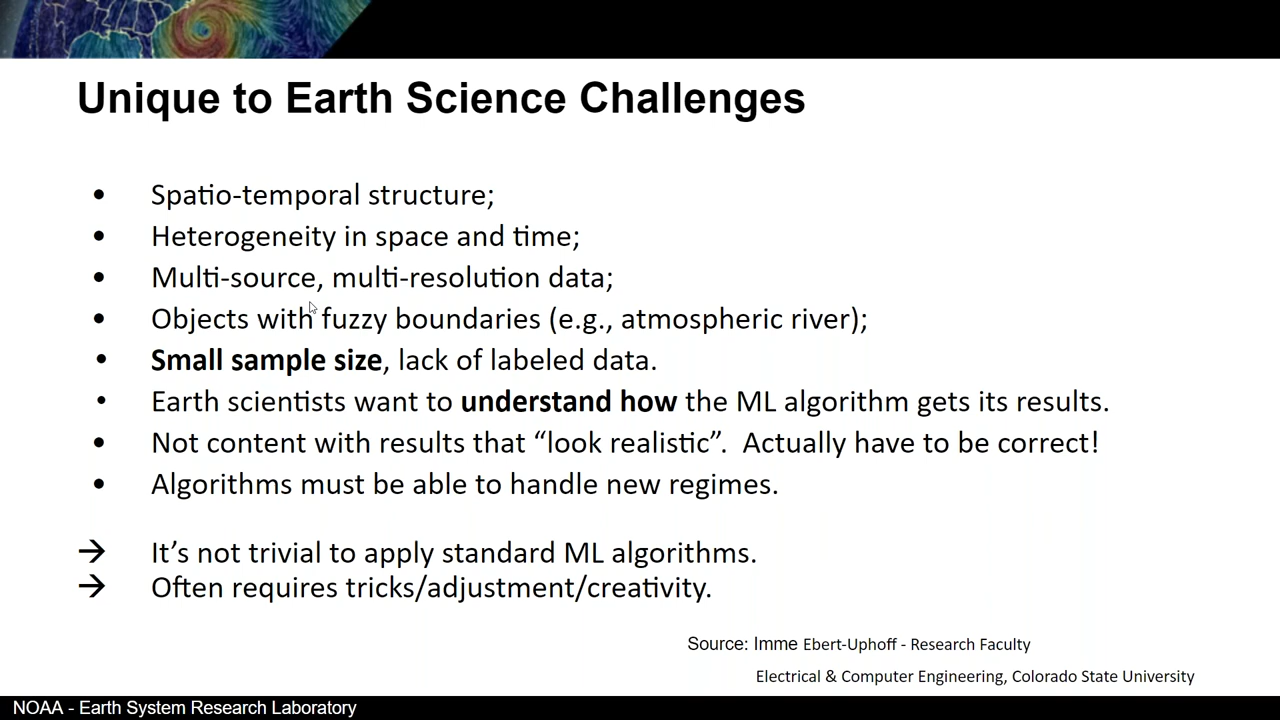 Unique to Earth Science Challenges
• Spatio-temporal structure;
• Heterogeneity in space and time;
• Multi-source, multi-resolution data;
• Objects with fuzzy boundaries (e.g., atmospheric river);
• Small sample size, lack of labeled data.
• Earth scientists want to understand how the ML algorithm gets its results.
• Not content with results that “look realistic”. Actually have to be correct!
• Algorithms must be able to handle new regimes.
→ It’s not trivial to apply standard ML algorithms.
→ Often requires tricks/adjustment/creativity.
Source: Imme Ebert-Uphoff - Research Faculty
Electrical & Computer Engineering, Colorado State University
NOAA - Earth System Research Laboratory